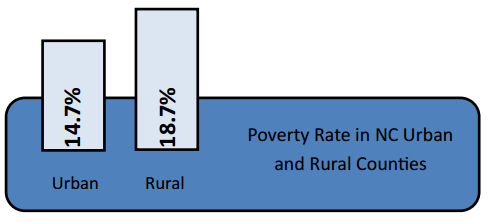 14.7%
18.7%
Urban
Rural
Poverty Rate in NC Urban
and Rural Counties